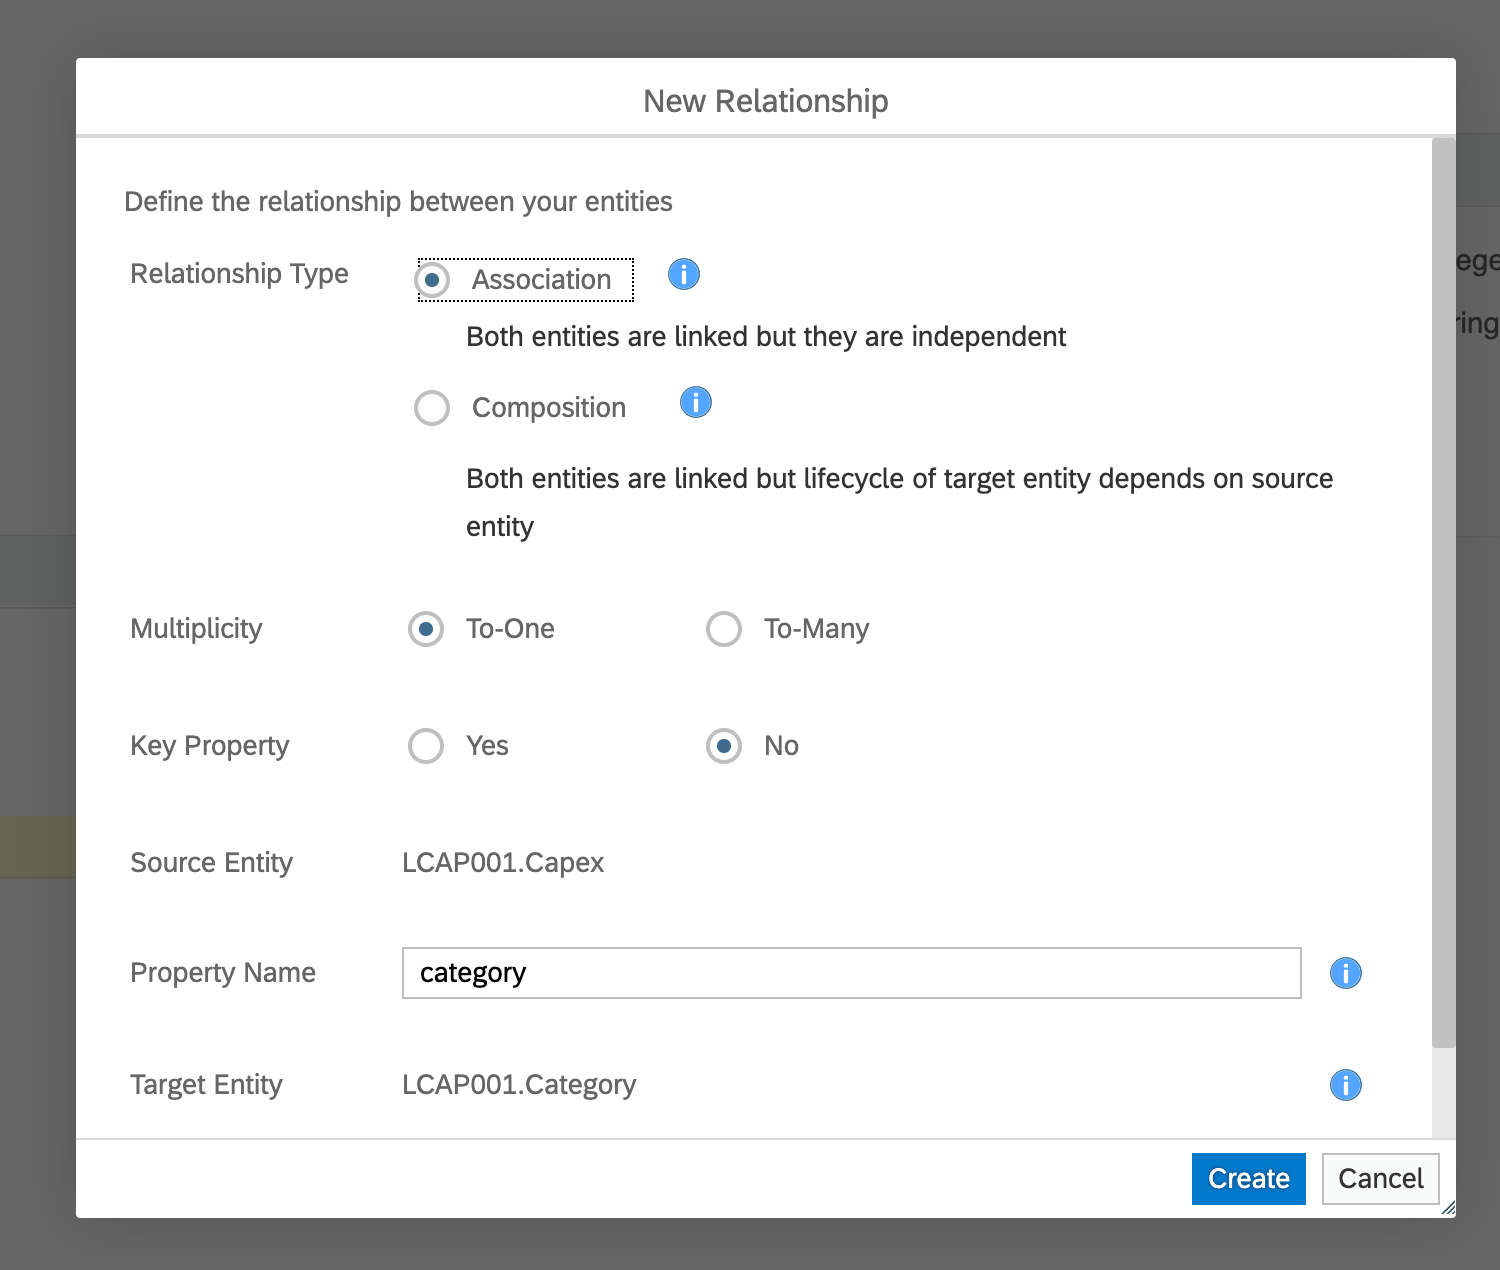 New Relationship
Define the relationship between your entities
Relationship Type
Association
Both entities are linked but they are independent
Composition
Both entities are linked but lifecycle of target entity depends on source
entity
Multiplicity
To-One To-Many
Key Property
Yes No
Source Entity LCAP001.Capex
Property Name category
Target Entity LCAP001.Category
Create Cancel